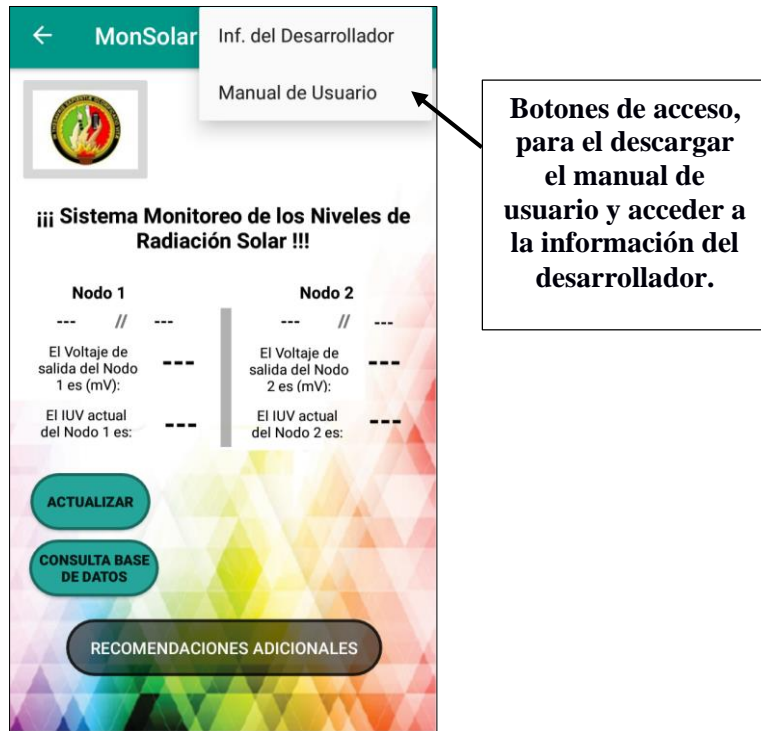 MonSolar
Inf. del Desarrollador
Manual de Usuario
Botones de acceso,
para el descargar
el manual de
usuario y acceder a
la información del
desarrollador.
¡¡¡ Sistema Monitoreo de los Niveles de
Radiación Solar !!!
Nodo 1
--- // ---
El Voltaje de
salida del Nodo
1 es (mV):
---
El IUV actual
del Nodo 1 es:
---
Nodo 2
--- // ---
El Voltaje de
salida del Nodo
2 es (mV):
---
El IUV actual
del Nodo 2 es:
---
ACTUALIZAR
CONSULTA BASE
DE DATOS
RECOMENDACIONES ADICIONALES